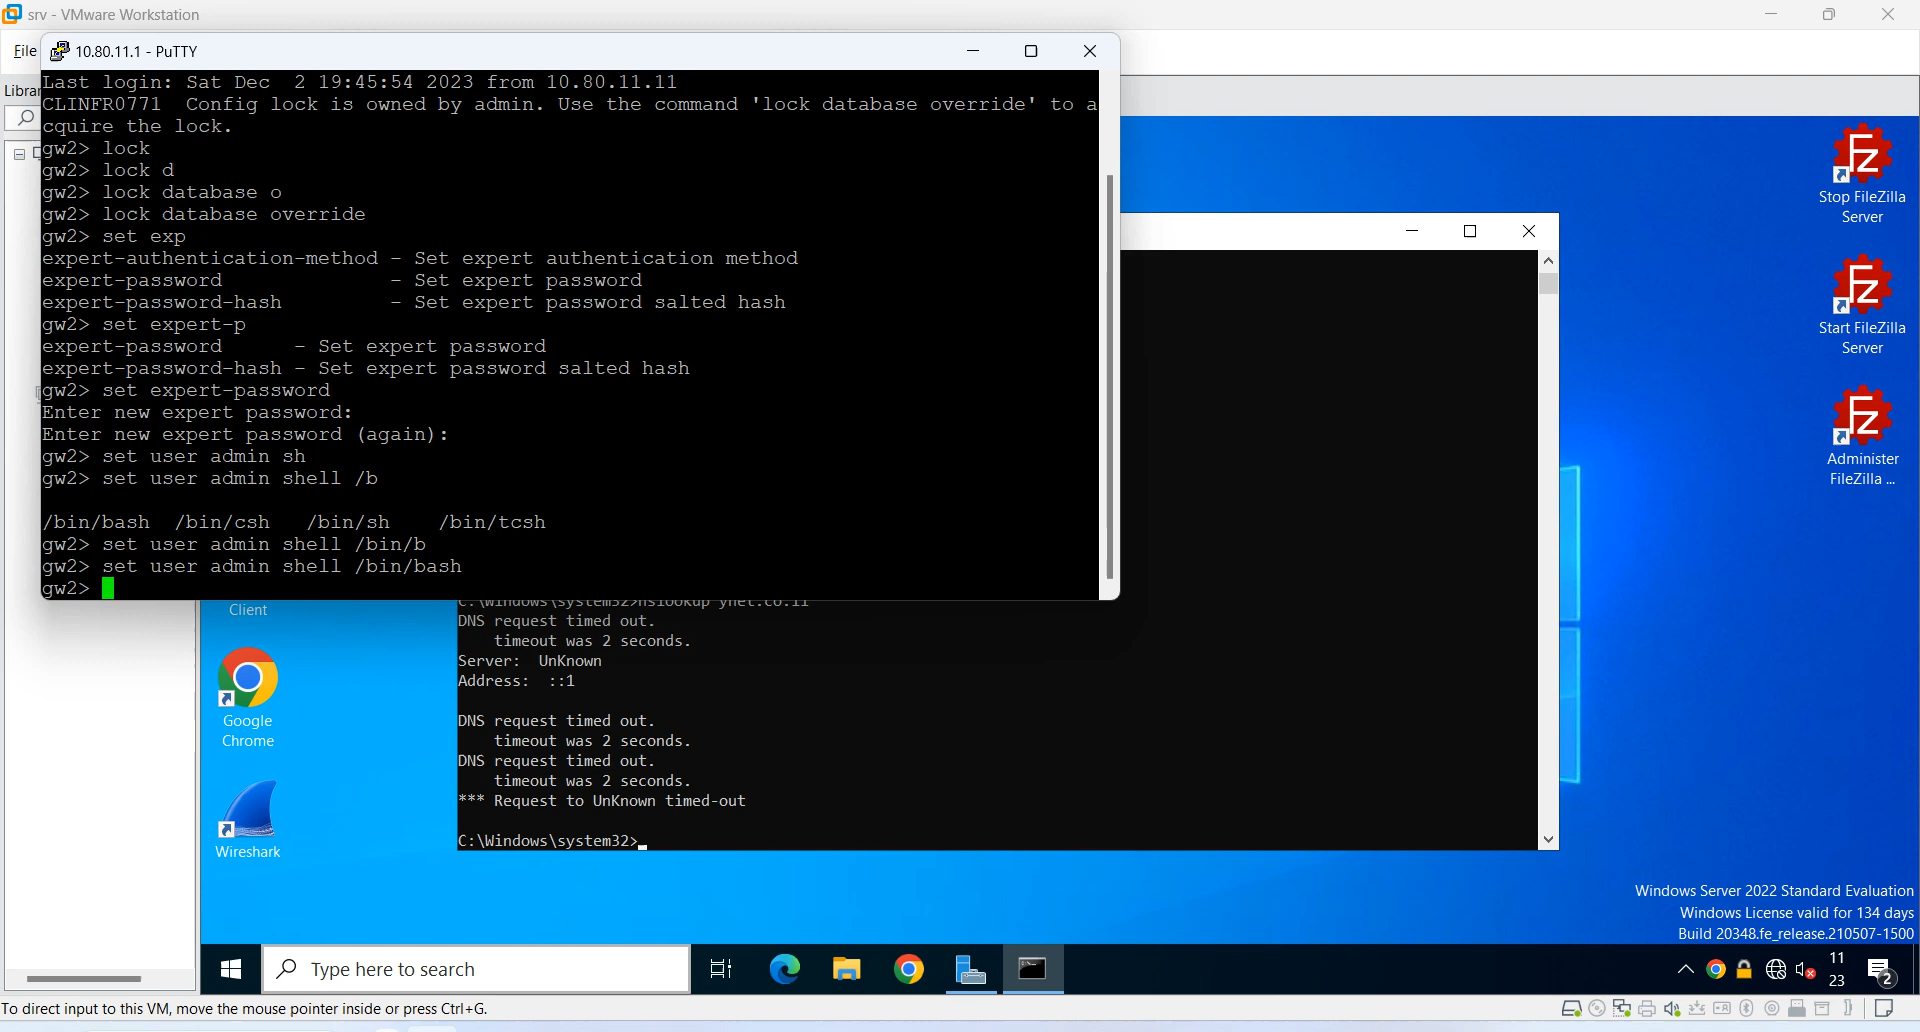 srv - VMware Workstation
File
10.80.11.1 - PuTTY
Librar
Last login: Sat Dec  2 19:45:54 2023 from 10.80.11.11
CLINFR0771  Config lock is owned by admin. Use the command 'lock database override' to a
cquire the lock.
gw2> lock
gw2> lock d
gw2> lock database o
gw2> lock database override
gw2> set exp
expert-authentication-method - Set expert authentication method
expert-password              - Set expert password
expert-password-hash         - Set expert password salted hash
gw2> set expert-p
expert-password      - Set expert password
expert-password-hash - Set expert password salted hash
gw2> set expert-password
Enter new expert password:
Enter new expert password (again):
gw2> set user admin sh
gw2> set user admin shell /b
/bin/bash  /bin/csh   /bin/sh    /bin/tcsh
gw2> set user admin shell /bin/b
gw2> set user admin shell /bin/bash
gw2>
C:\Windows\system32>nslookup ynet.co.il
DNS request timed out.
    timeout was 2 seconds.
Server:  UnKnown
Address:  ::1
DNS request timed out.
    timeout was 2 seconds.
DNS request timed out.
    timeout was 2 seconds.
*** Request to UnKnown timed-out
C:\Windows\system32>
Stop FileZilla
Server
Start FileZilla
Server
Administer
FileZilla ...
Client
Google
Chrome
Wireshark
Windows Server 2022 Standard Evaluation
Windows License valid for 134 days
Build 20348.fe_release.210507-1500
Type here to search
11
23
2
To direct input to this VM, move the mouse pointer inside or press Ctrl+G.